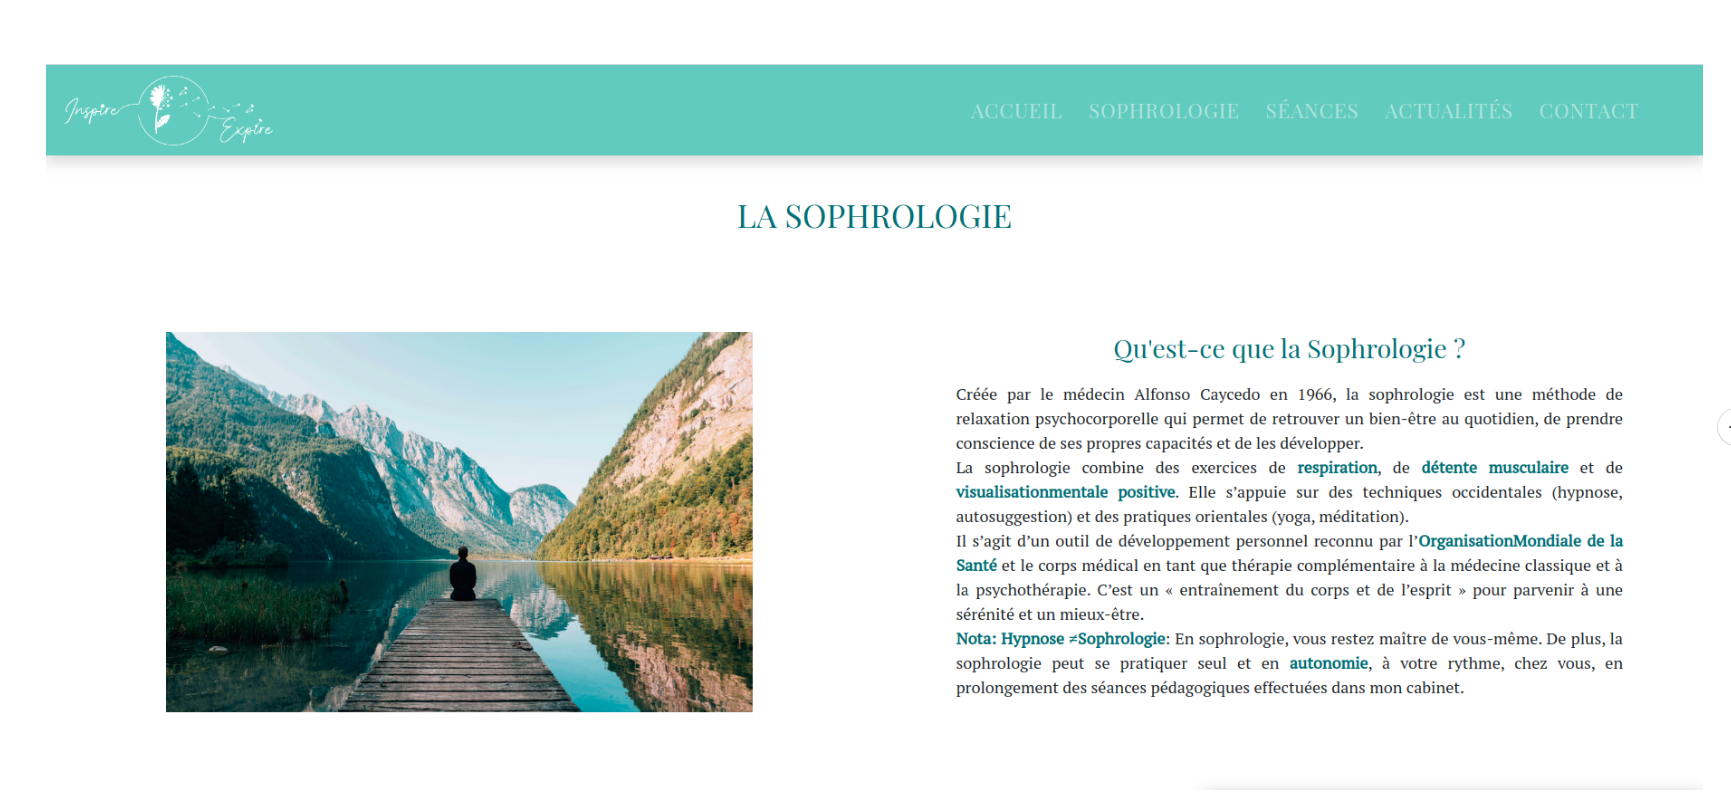 Inspire
Expire
ACCUEIL SOPHROLOGIE SÉANCES ACTUALITÉS CONTACT
LA SOPHROLOGIE
Qu'est-ce que la Sophrologie ?
Créée par le médecin Alfonso Caycedo en 1966, la sophrologie est une méthode de
relaxation psychocorporelle qui permet de retrouver un bien-être au quotidien, de prendre
conscience de ses propres capacités et de les développer.
La sophrologie combine des exercices de respiration, de détente musculaire et de
visualisationmentale positive. Elle s’appuie sur des techniques occidentales (hypnose,
autosuggestion) et des pratiques orientales (yoga, méditation).
Il s’agit d’un outil de développement personnel reconnu par l’OrganisationMondiale de la
Santé et le corps médical en tant que thérapie complémentaire à la médecine classique et à
la psychothérapie. C’est un « entraînement du corps et de l’esprit » pour parvenir à une
sérénité et un mieux-être.
Nota: Hypnose ≠Sophrologie: En sophrologie, vous restez maître de vous-même. De plus, la
sophrologie peut se pratiquer seul et en autonomie, à votre rythme, chez vous, en
prolongement des séances pédagogiques effectuées dans mon cabinet.